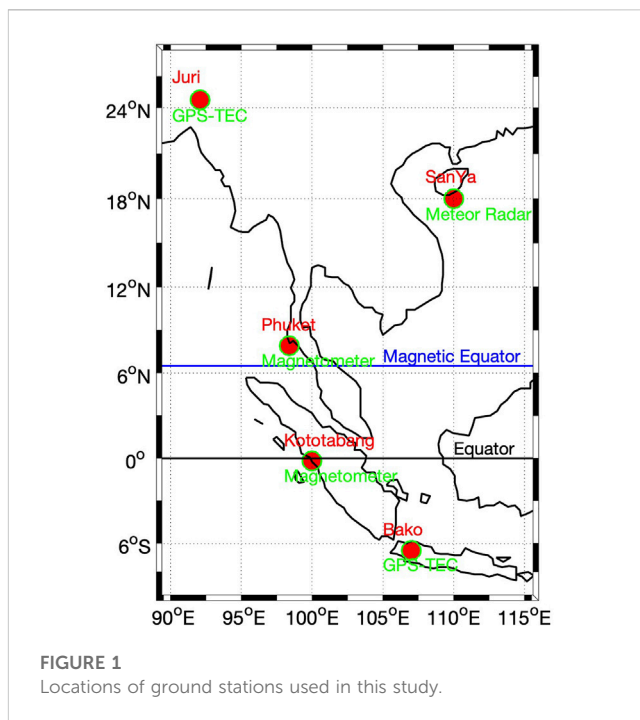 Juri
24°N
GPS-TEC
SanYa
18°N
Meteor Radar
12°N
Phuket
Magnetometer
Magnetic Equator
6°N
Kototabang
Equator
0°
Magnetometer
Bako
6°S
GPS-TEC
90°E 95°E 100°E 105°E 110°E 115°E
FIGURE 1
Locations of ground stations used in this study.